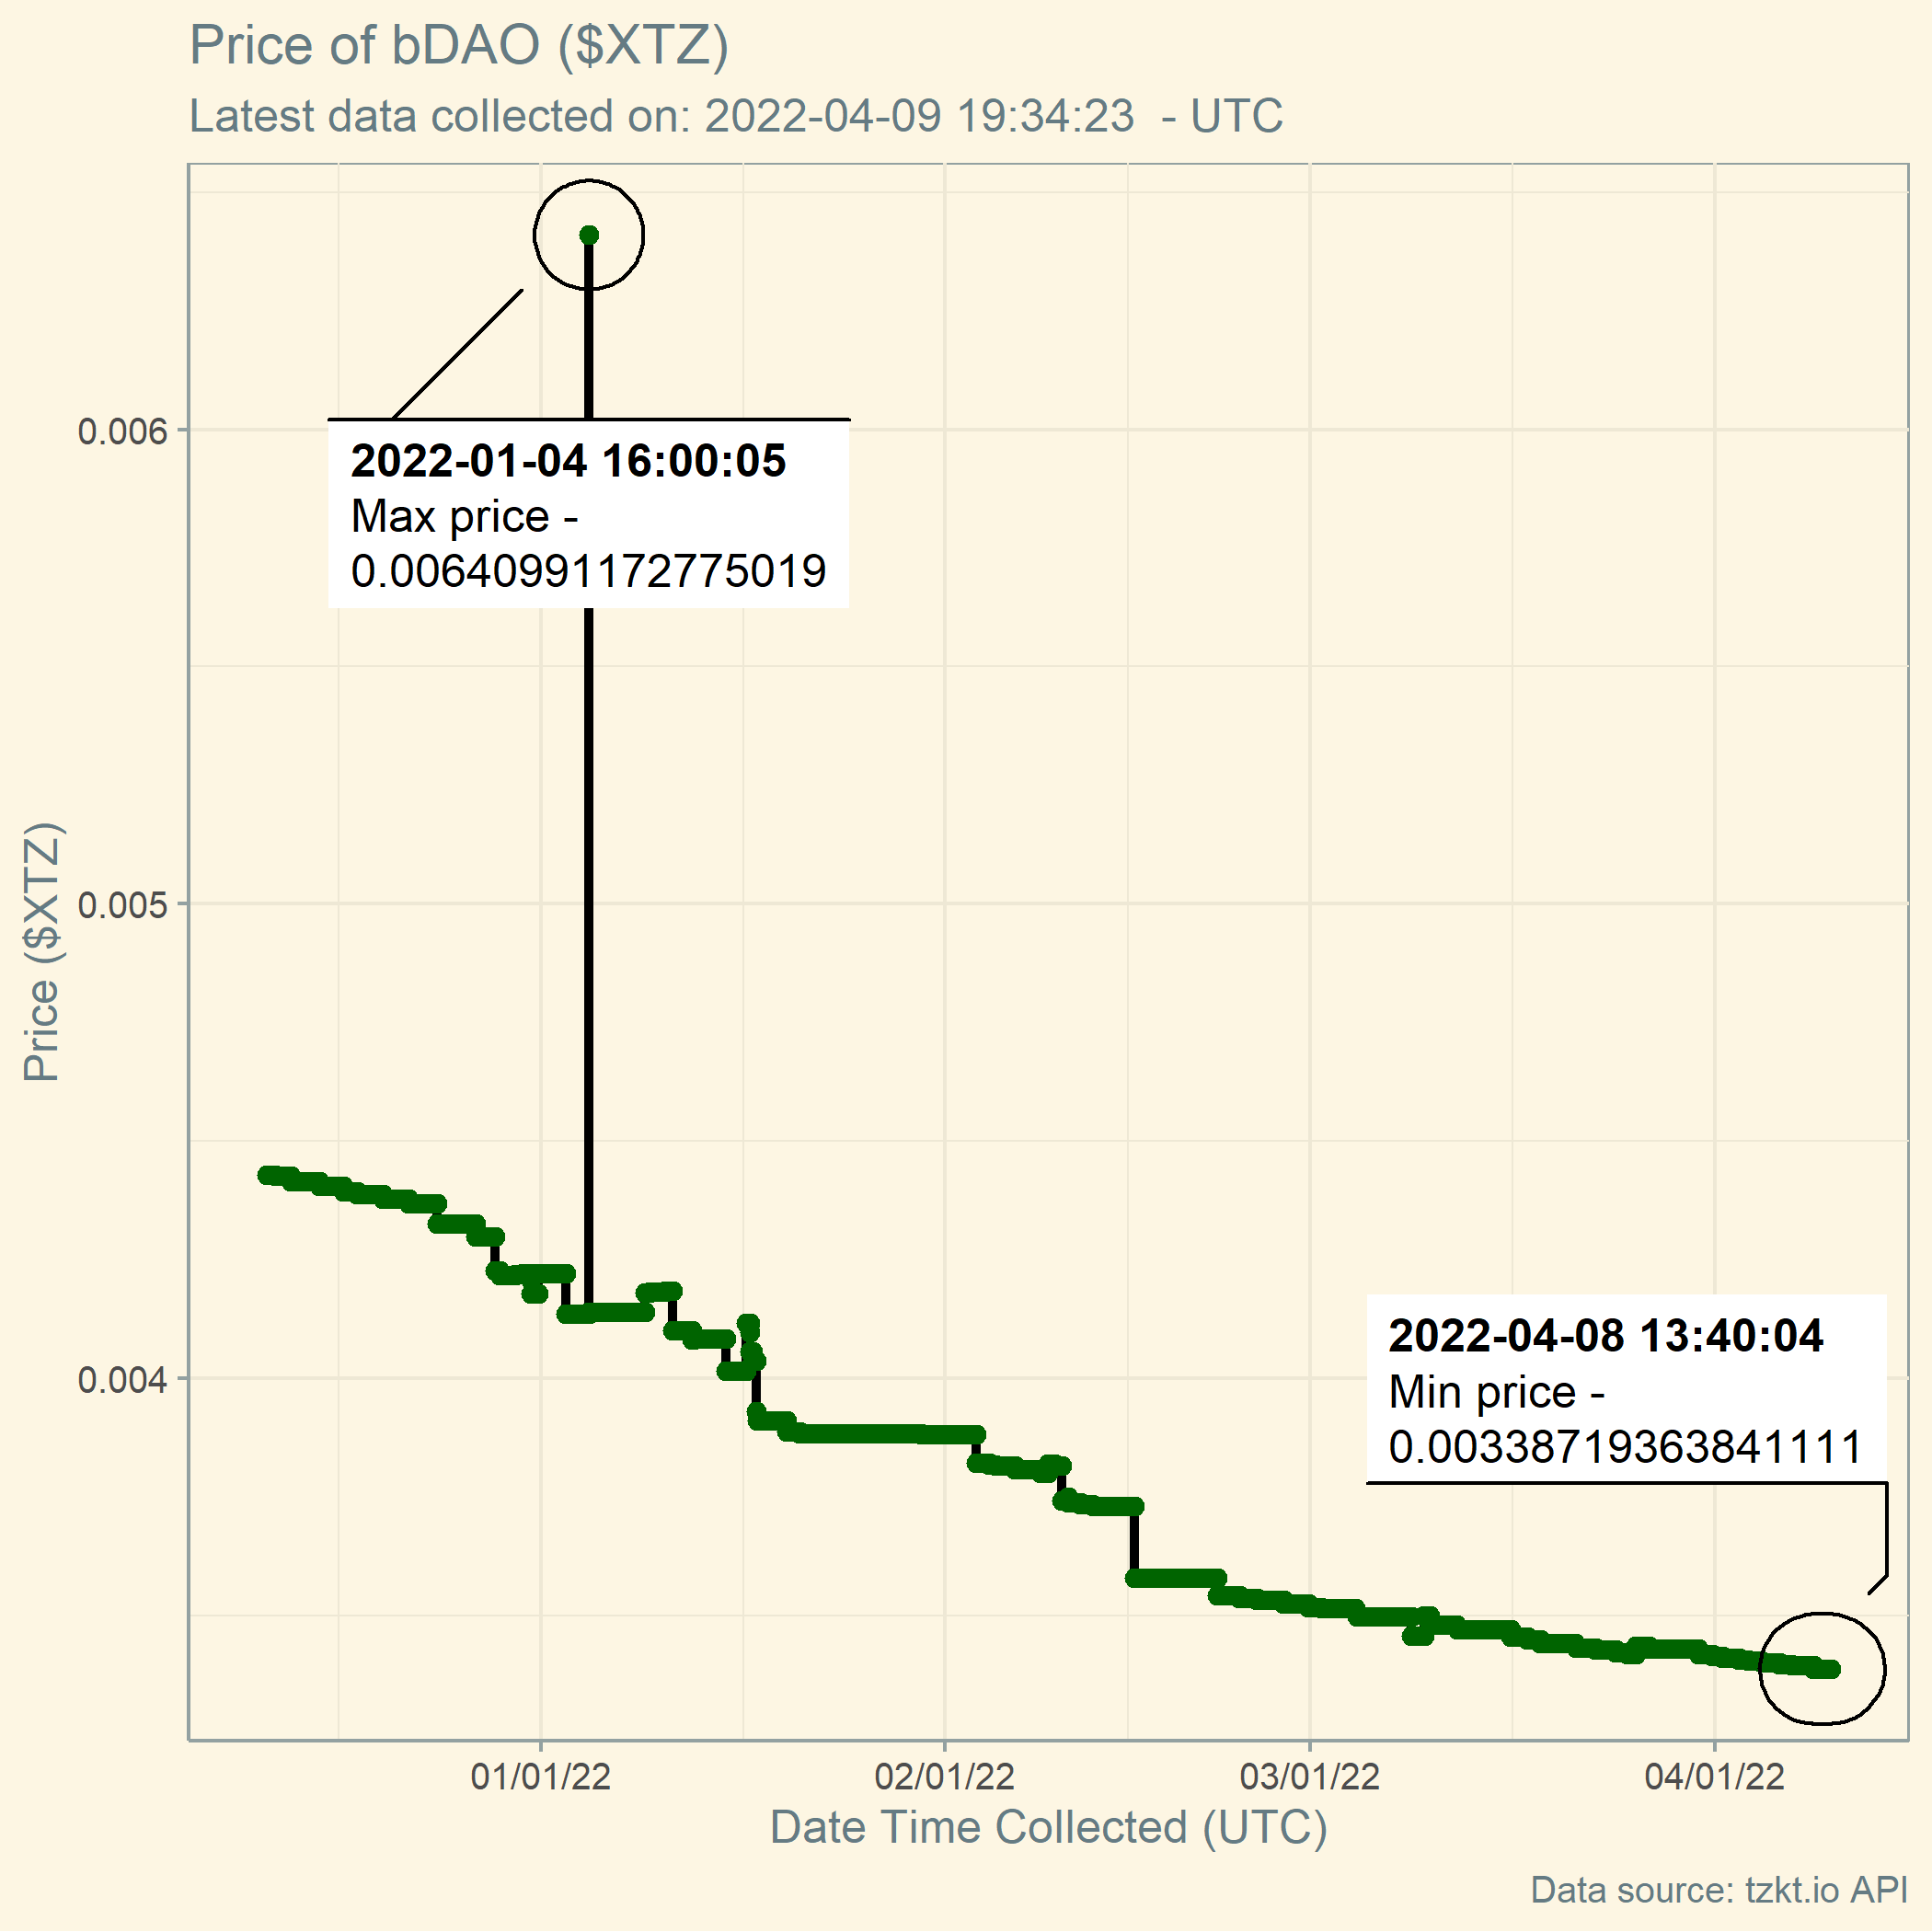 Price of bDAO ($XTZ)
Latest data collected on: 2022-04-09 19:34:23  - UTC
2022-01-04 16:00:05
Max price -
0.00640991172775019
2022-04-08 13:40:04
Min price -
0.00338719363841111
Price ($XTZ)
0.006
0.005
0.004
01/01/22
02/01/22
03/01/22
04/01/22
Date Time Collected (UTC)
Data source: tzkt.io API